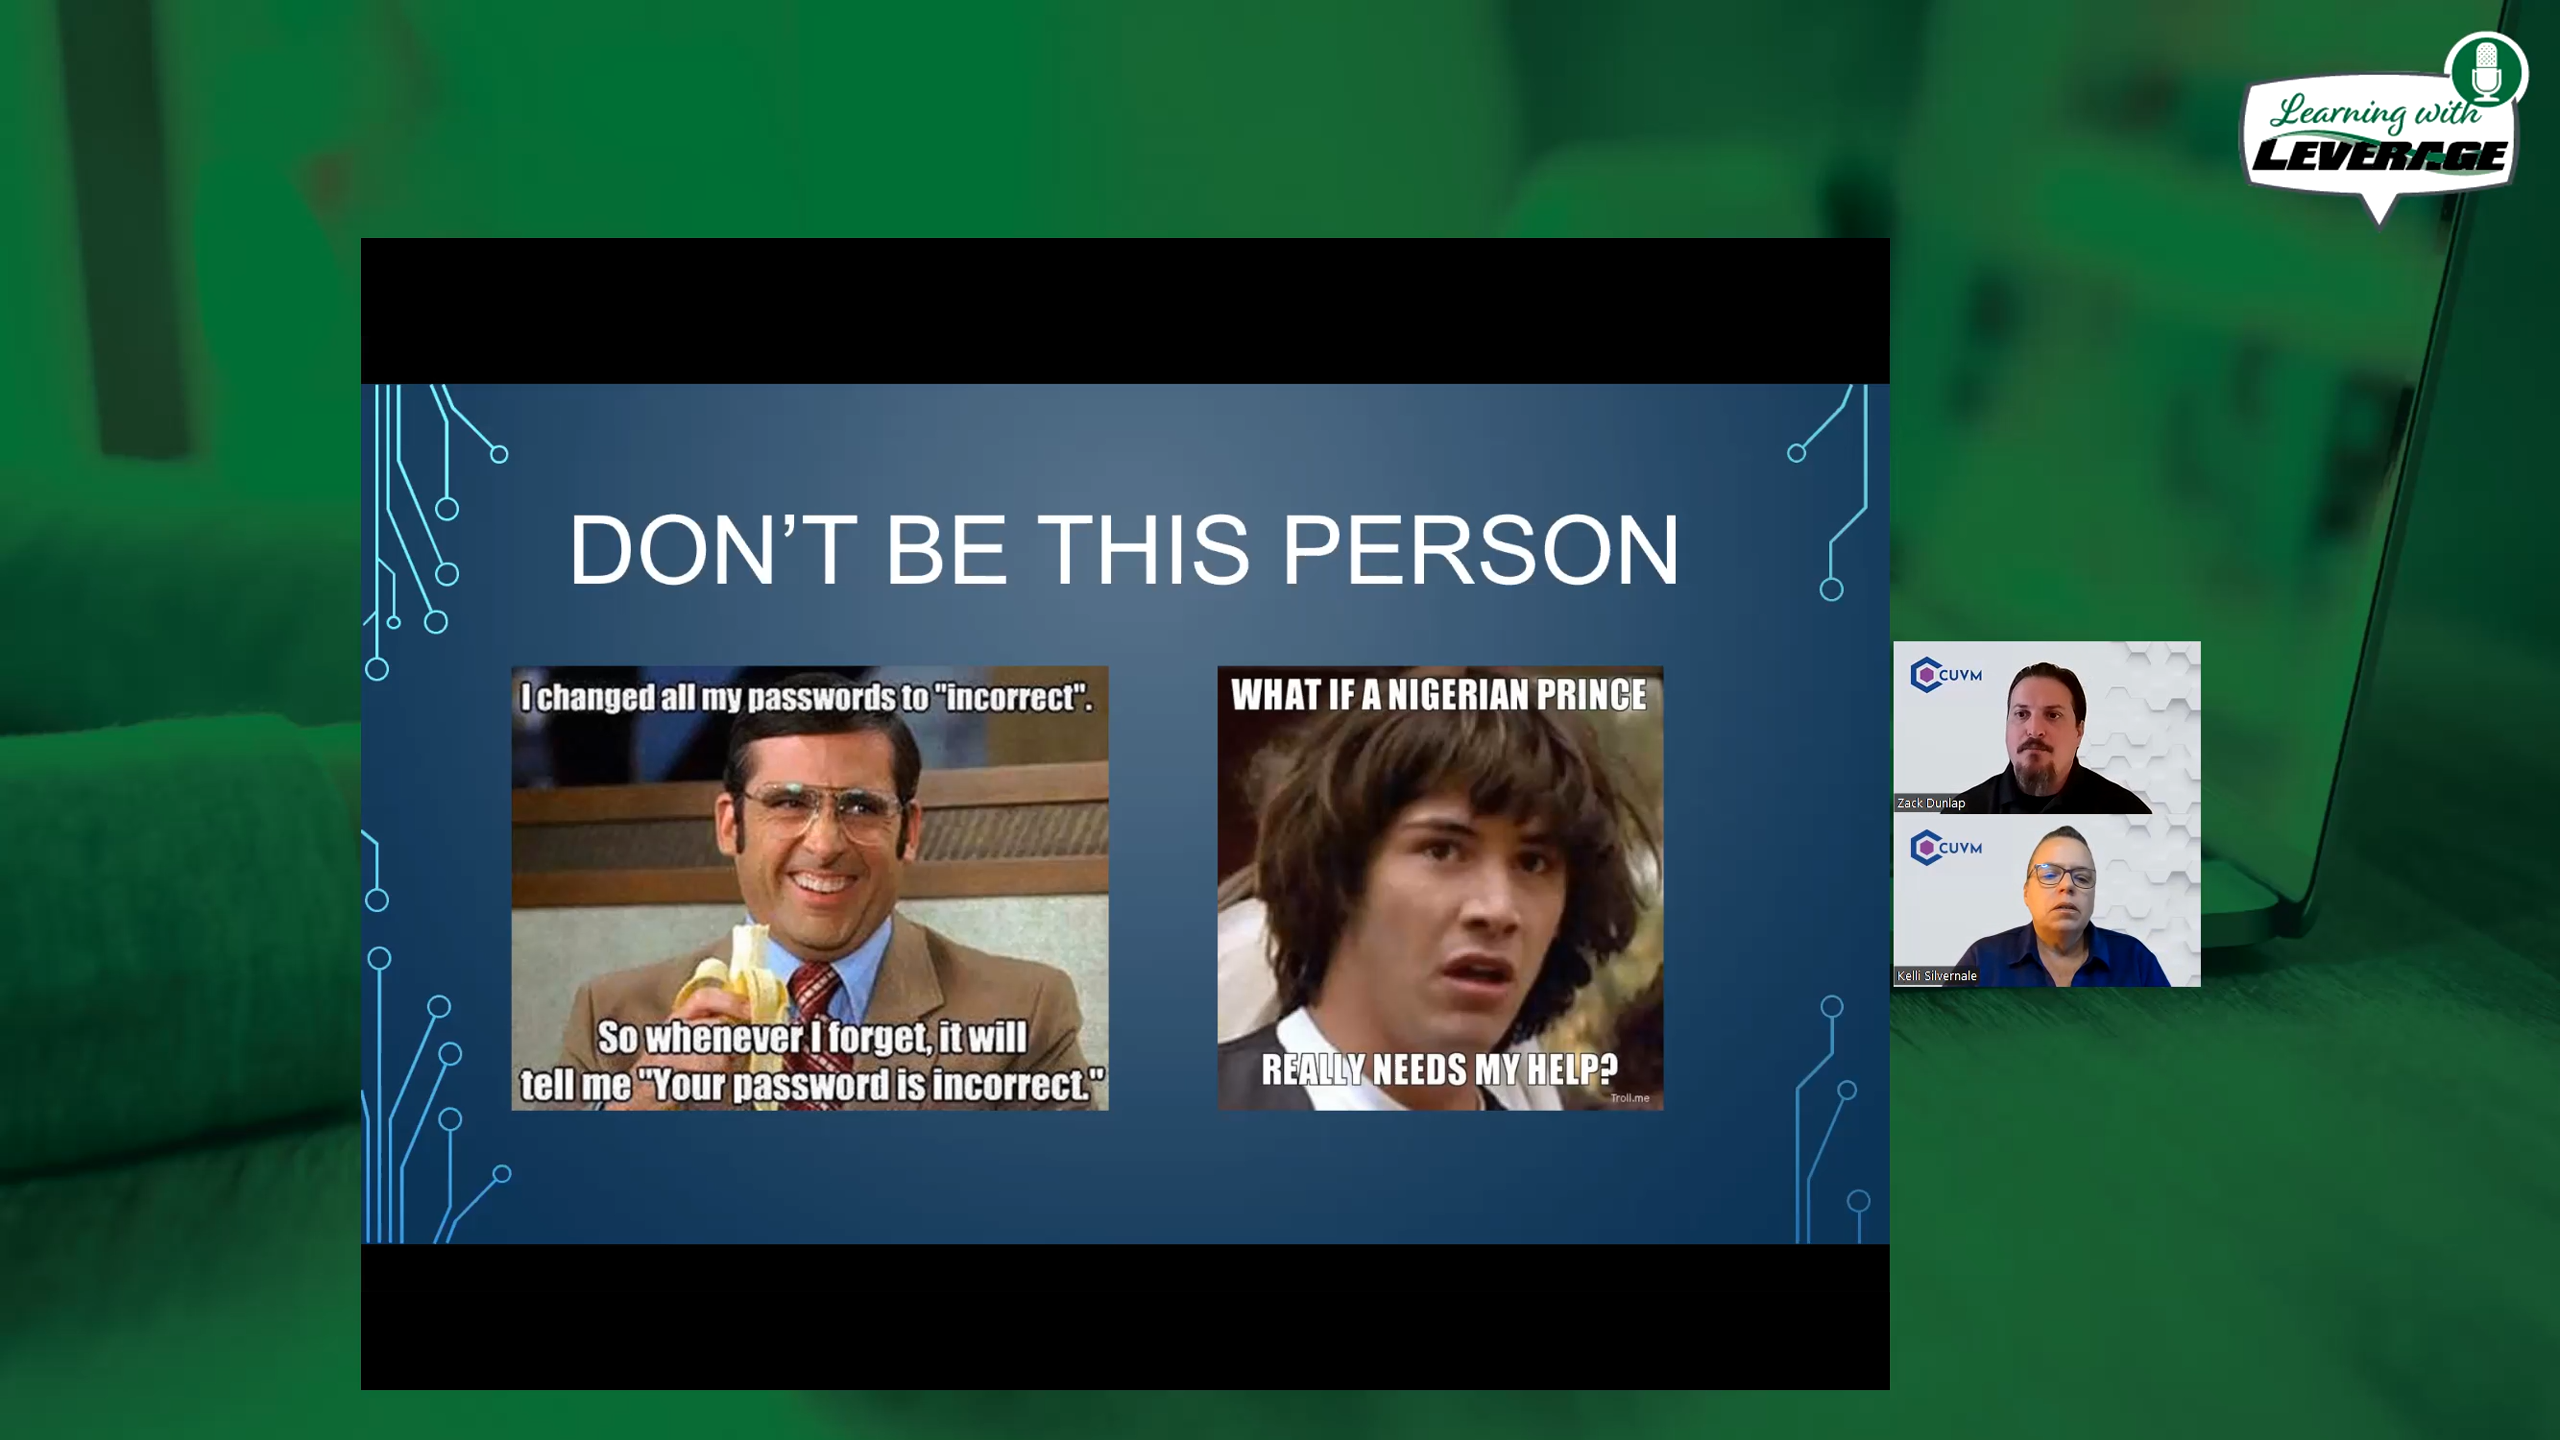 Learning with
LEVERAGE
DON'T BE THIS PERSON
I changed all my passwords to "incorrect".
So whenever I forget, it will
tell me "Your password is incorrect."
WHAT IF A NIGERIAN PRINCE
REALLY NEEDS MY HELP?
Troll.me
CUVM
Zack Dunlap
CUVM
Kelli Silvernale